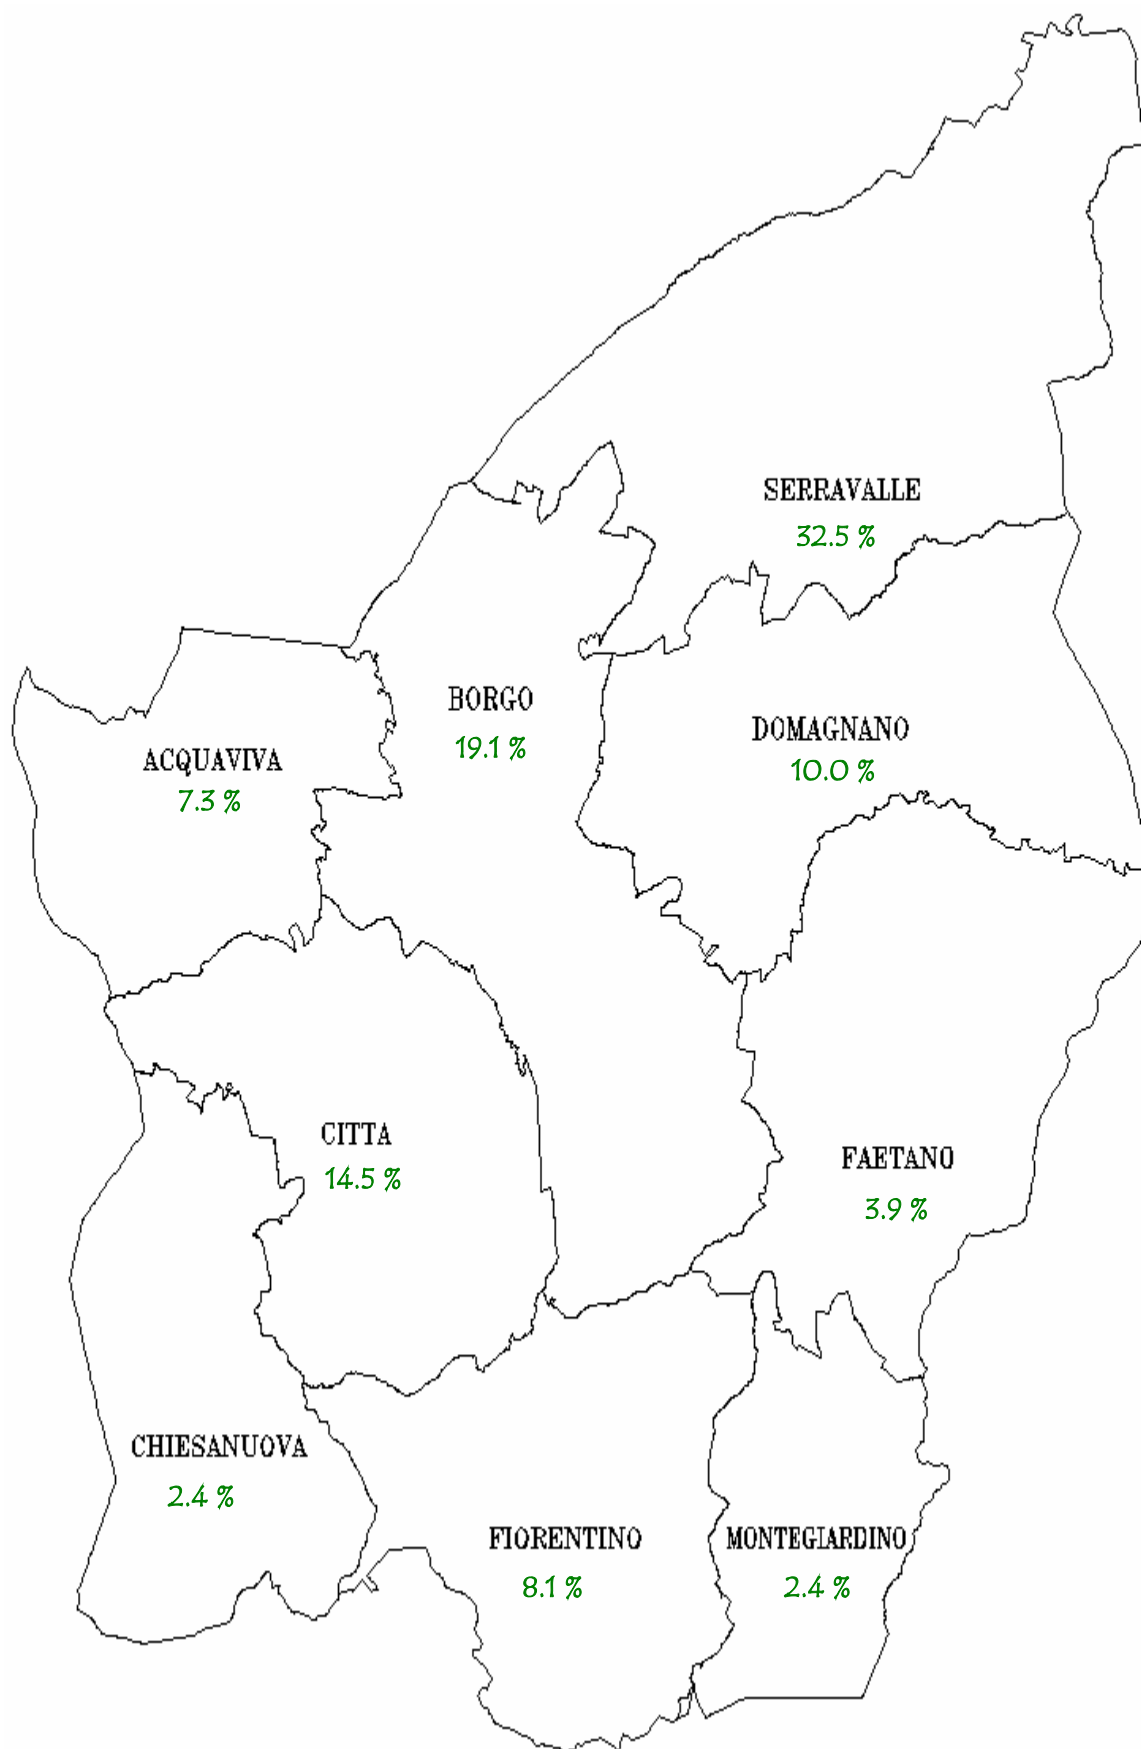 SERRAVALLE
32.5 %
BORGO
19.1 %
DOMAGNANO
10.0 %
ACQUAVIVA
7.3 %
CITTA
14.5 %
FAETANO
3.9 %
CHIESANUOVA
2.4 %
FIORENTINO
8.1 %
MONTEGIARDINO
2.4 %